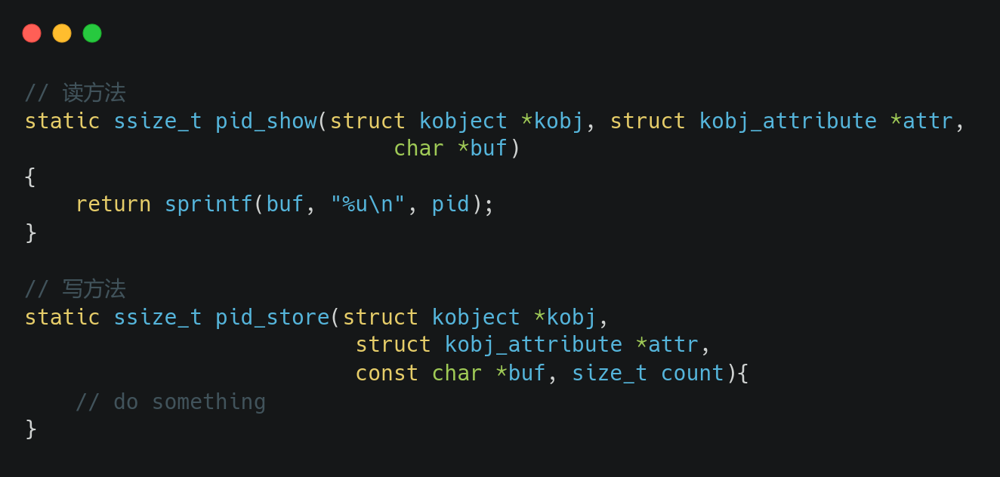 // 读方法
static ssize_t pid_show(struct kobject *kobj, struct kobj_attribute *attr,
                             char *buf)
{
    return sprintf(buf, "%u\n", pid);
}

// 写方法
static ssize_t pid_store(struct kobject *kobj,
                          struct kobj_attribute *attr,
                          const char *buf, size_t count){
    // do something
}